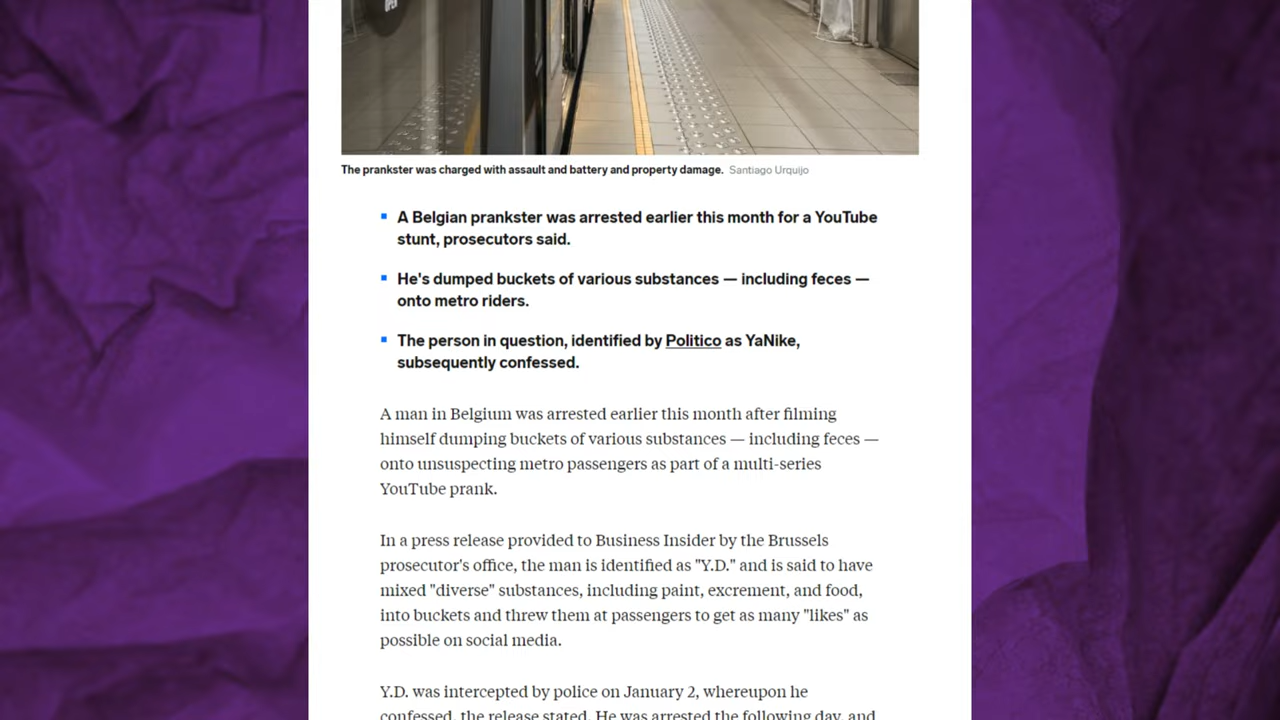 The prankster was charged with assault and battery and property damage. Santiago Urquijo
A Belgian prankster was arrested earlier this month for a YouTube
stunt, prosecutors said.
He's dumped buckets of various substances — including feces —
onto metro riders.
The person in question, identified by Politico as YaNike,
subsequently confessed.
A man in Belgium was arrested earlier this month after filming
himself dumping buckets of various substances — including feces —
onto unsuspecting metro passengers as part of a multi-series
YouTube prank.
In a press release provided to Business Insider by the Brussels
prosecutor's office, the man is identified as "Y.D." and is said to have
mixed "diverse" substances, including paint, excrement, and food,
into buckets and threw them at passengers to get as many "likes" as
possible on social media.
Y.D. was intercepted by police on January 2, whereupon he
confessed, the release stated. He was arrested the following day, and